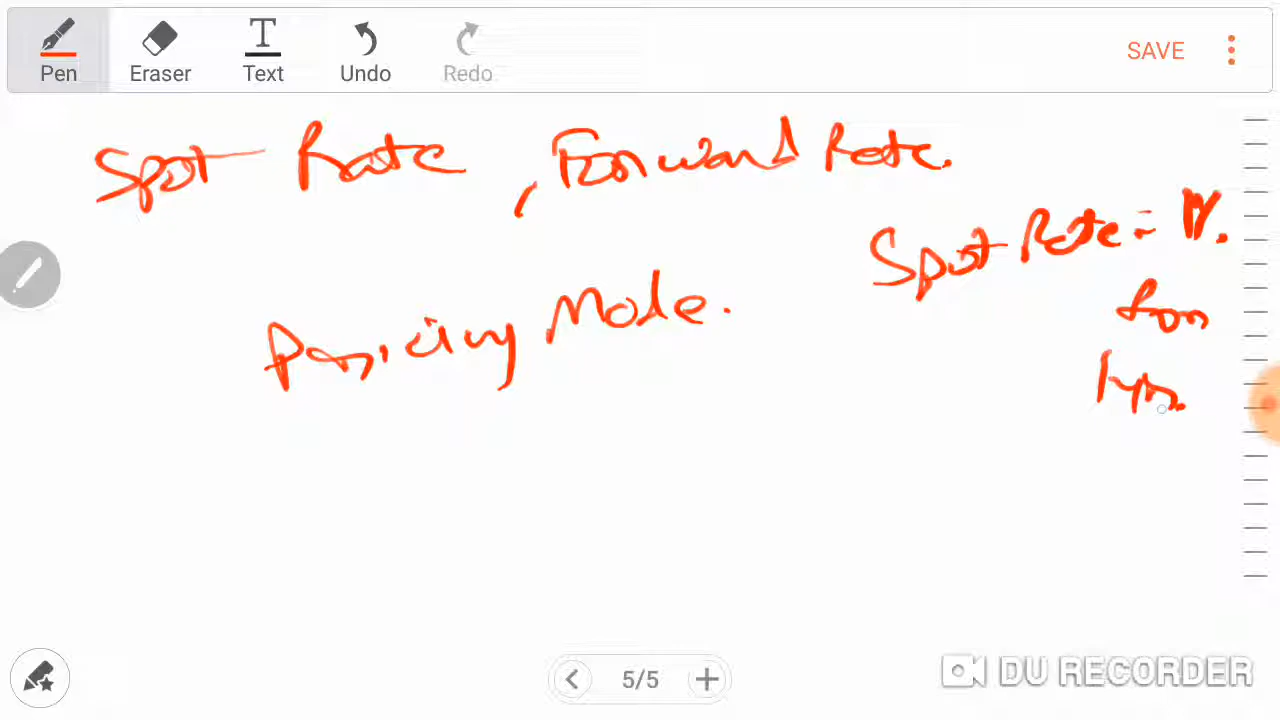 Pen Eraser Text Undo Redo SAVE
Spot Rate, Forward Rate.
Spot Rate =
for
Pricing Mode.
1yr.
5/5
DU RECORDER